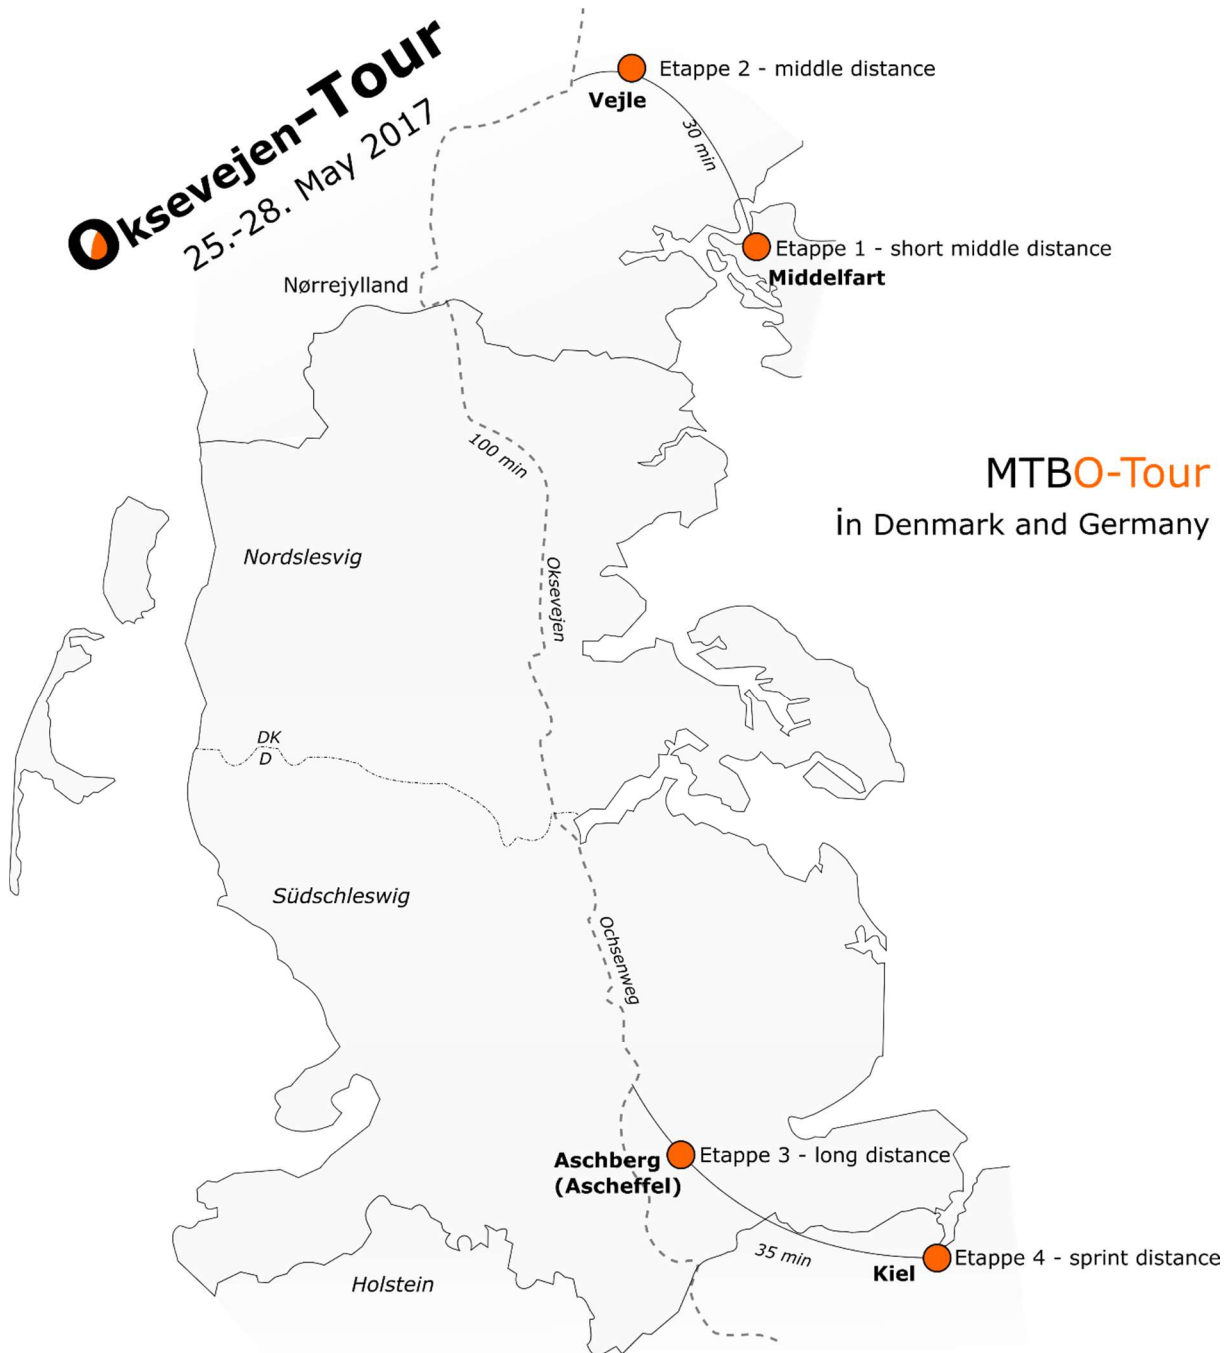 Oksevejen-Tour
25.-28. May 2017
Etappe 2 - middle distance
Vejle
30 min
Etappe 1 - short middle distance
Middelfart
Nørrejylland
100 min
MTBO-Tour
in Denmark and Germany
Nordslesvig
Oksevejen
DK
D
Südschleswig
Ochsenweg
Etappe 3 - long distance
Aschberg
(Ascheffel)
35 min
Etappe 4 - sprint distance
Kiel
Holstein